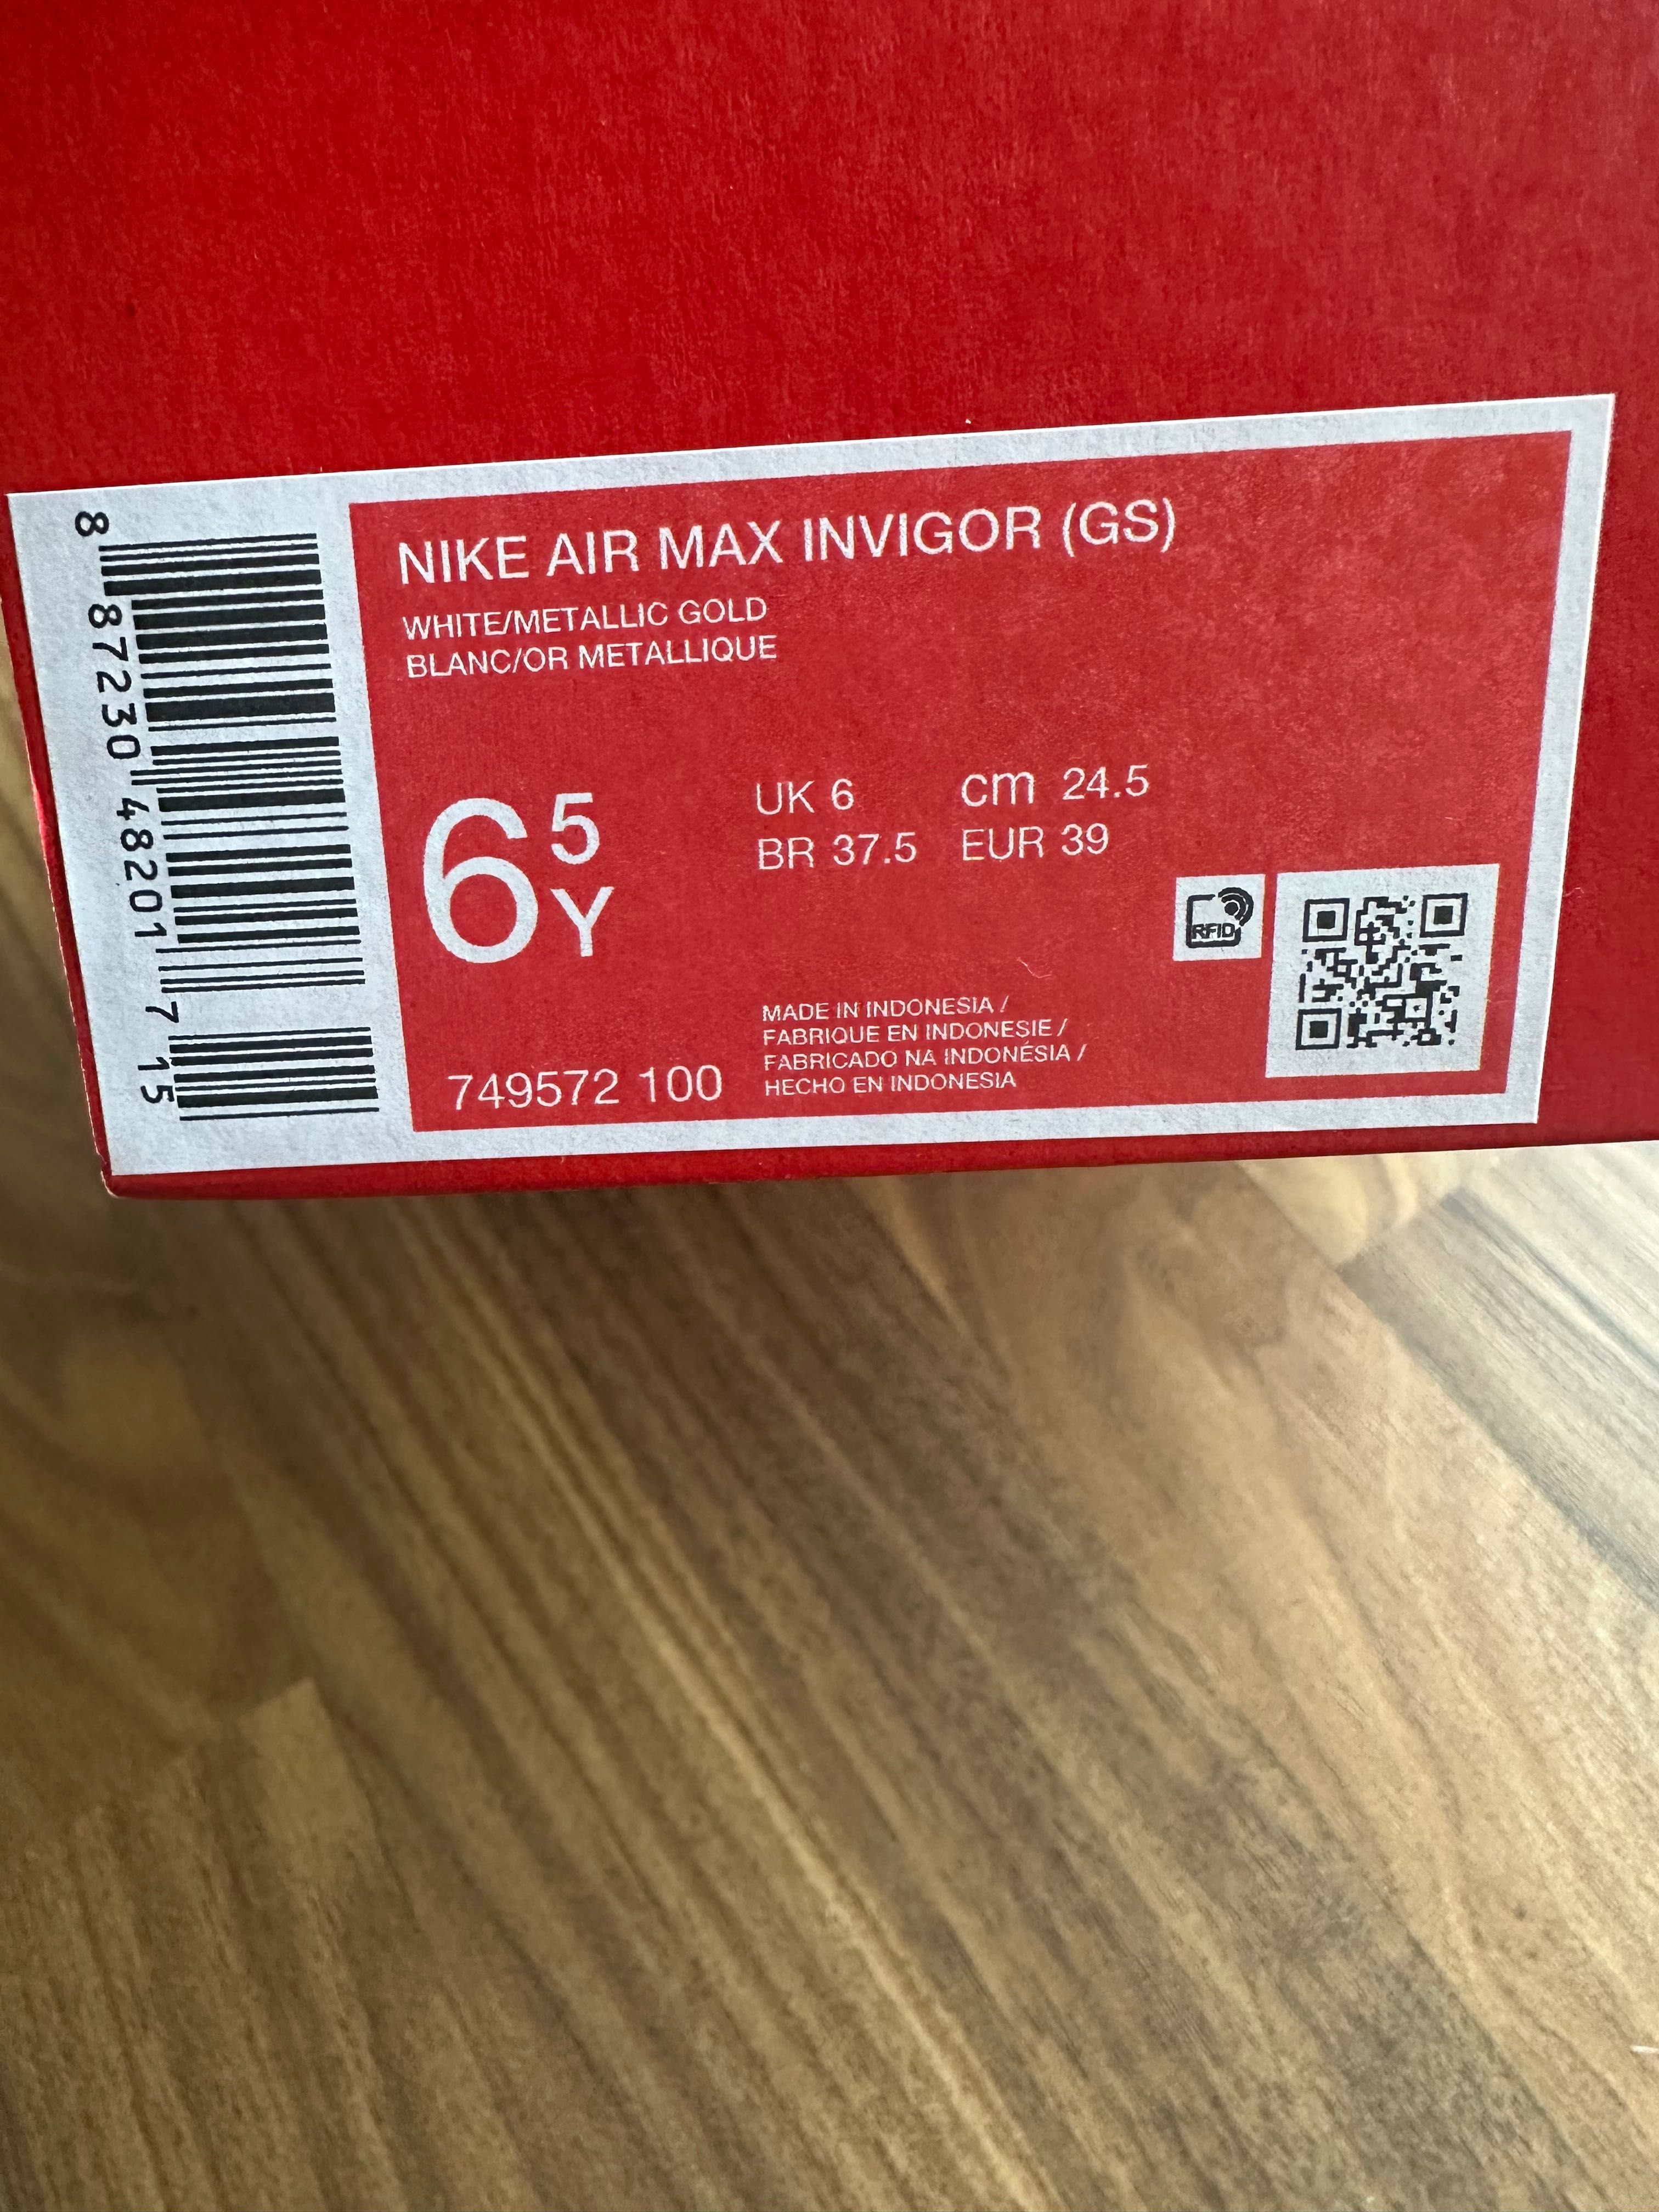 8 87230 48201 7 15
NIKE AIR MAX INVIGOR (GS)
WHITE/METALLIC GOLD
BLANC/OR METALLIQUE
6 5 Y
UK 6 cm 24.5
BR 37.5 EUR 39
RFID
MADE IN INDONESIA /
FABRIQUE EN INDONESIE /
FABRICADO NA INDONÉSIA /
HECHO EN INDONESIA
749572 100